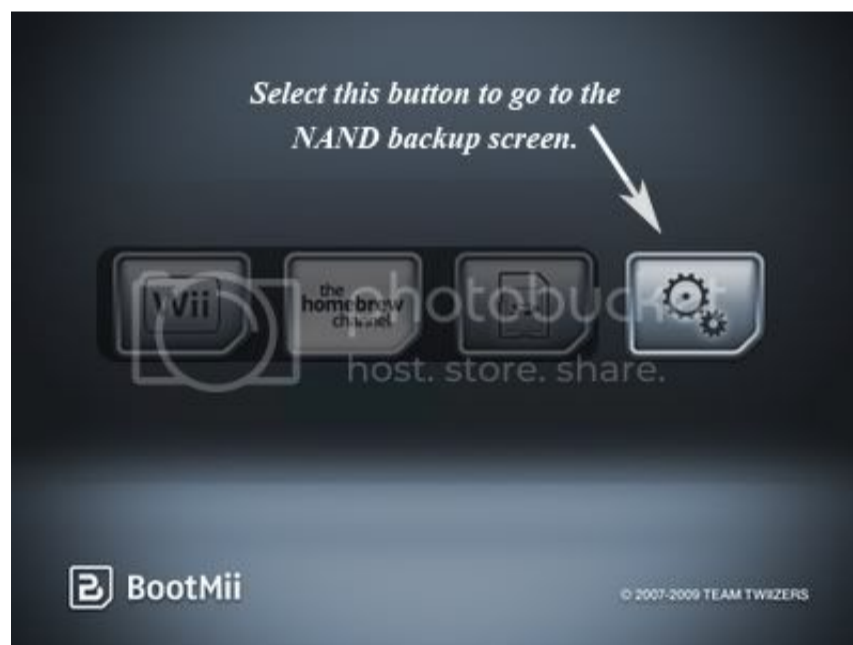 Select this button to go to the
NAND backup screen.
Wii
the
homebrew
channel
photobucket
host. store. share.
BootMii
© 2007-2009 TEAM TWIIZERS